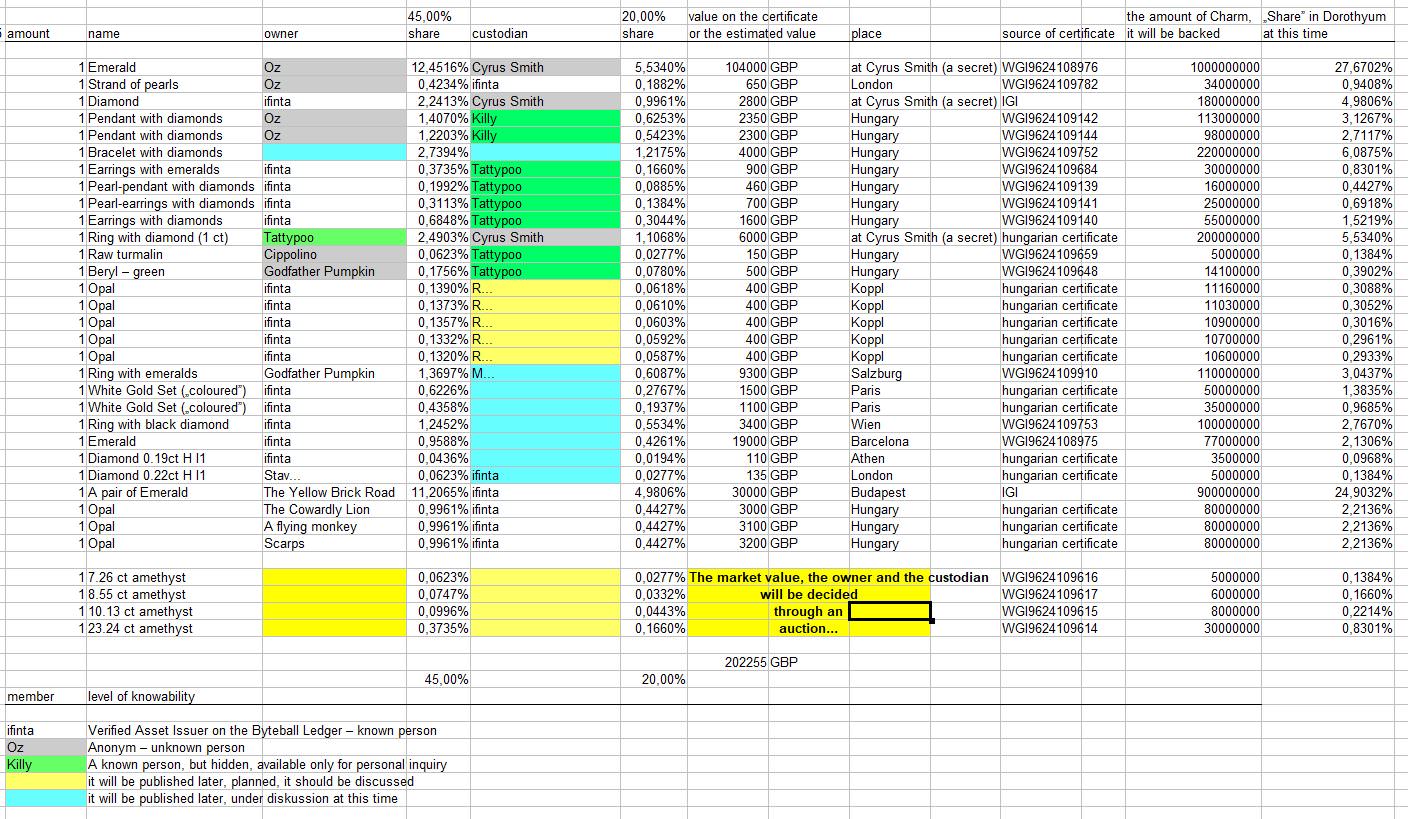 45,00% 20,00% value on the certificate the amount of Charm, „Share” in Dorothyum
amount name owner share custodian share or the estimated value place source of certificate it will be backed at this time
1 Emerald Oz 12,4516% Cyrus Smith 5,5340% 104000 GBP at Cyrus Smith (a secret) WGI9624108976 1000000000 27,6702%
1 Strand of pearls Oz 0,4234% ifinta 0,1882% 650 GBP London WGI9624109782 34000000 0,9408%
1 Diamond ifinta 2,2413% Cyrus Smith 0,9961% 2800 GBP at Cyrus Smith (a secret) IGI 180000000 4,9806%
1 Pendant with diamonds Oz 1,4070% Killy 0,6253% 2350 GBP Hungary WGI9624109142 113000000 3,1267%
1 Pendant with diamonds Oz 1,2203% Killy 0,5423% 2300 GBP Hungary WGI9624109144 98000000 2,7117%
1 Bracelet with diamonds 2,7394% 1,2175% 4000 GBP Hungary WGI9624109752 220000000 6,0875%
1 Earrings with emeralds ifinta 0,3735% Tattypoo 0,1660% 900 GBP Hungary WGI9624109684 30000000 0,8301%
1 Pearl-pendant with diamonds ifinta 0,1992% Tattypoo 0,0885% 460 GBP Hungary WGI9624109139 16000000 0,4427%
1 Pearl-earrings with diamonds ifinta 0,3113% Tattypoo 0,1384% 700 GBP Hungary WGI9624109141 25000000 0,6918%
1 Earrings with diamonds ifinta 0,6848% Tattypoo 0,3044% 1600 GBP Hungary WGI9624109140 55000000 1,5219%
1 Ring with diamond (1 ct) Tattypoo 2,4903% Cyrus Smith 1,1068% 6000 GBP at Cyrus Smith (a secret) hungarian certificate 200000000 5,5340%
1 Raw turmalin Cippolino 0,0623% Tattypoo 0,0277% 150 GBP Hungary WGI9624109659 5000000 0,1384%
1 Beryl – green Godfather Pumpkin 0,1756% Tattypoo 0,0780% 500 GBP Hungary WGI9624109648 14100000 0,3902%
1 Opal ifinta 0,1390% R... 0,0618% 400 GBP Koppl hungarian certificate 11160000 0,3088%
1 Opal ifinta 0,1373% R... 0,0610% 400 GBP Koppl hungarian certificate 11030000 0,3052%
1 Opal ifinta 0,1357% R... 0,0603% 400 GBP Koppl hungarian certificate 10900000 0,3016%
1 Opal ifinta 0,1332% R... 0,0592% 400 GBP Koppl hungarian certificate 10700000 0,2961%
1 Opal ifinta 0,1320% R... 0,0587% 400 GBP Koppl hungarian certificate 10600000 0,2933%
1 Ring with emeralds Godfather Pumpkin 1,3697% M... 0,6087% 9300 GBP Salzburg WGI9624109910 110000000 3,0437%
1 White Gold Set („coloured”) ifinta 0,6226% 0,2767% 1500 GBP Paris hungarian certificate 50000000 1,3835%
1 White Gold Set („coloured”) ifinta 0,4358% 0,1937% 1100 GBP Paris hungarian certificate 35000000 0,9685%
1 Ring with black diamond ifinta 1,2452% 0,5534% 3400 GBP Wien WGI9624109753 100000000 2,7670%
1 Emerald ifinta 0,9588% 0,4261% 19000 GBP Barcelona WGI9624108975 77000000 2,1306%
1 Diamond 0.19ct H I1 ifinta 0,0436% 0,0194% 110 GBP Athen hungarian certificate 3500000 0,0968%
1 Diamond 0.22ct H I1 Stav... 0,0623% ifinta 0,0277% 135 GBP London hungarian certificate 5000000 0,1384%
1 A pair of Emerald The Yellow Brick Road 11,2065% ifinta 4,9806% 30000 GBP Budapest IGI 900000000 24,9032%
1 Opal The Cowardly Lion 0,9961% ifinta 0,4427% 3000 GBP Hungary hungarian certificate 80000000 2,2136%
1 Opal A flying monkey 0,9961% ifinta 0,4427% 3100 GBP Hungary hungarian certificate 80000000 2,2136%
1 Opal Scarps 0,9961% ifinta 0,4427% 3200 GBP Hungary hungarian certificate 80000000 2,2136%
1 7.26 ct amethyst 0,0623% 0,0277% The market value, the owner and the custodian WGI9624109616 5000000 0,1384%
1 8.55 ct amethyst 0,0747% 0,0332% will be decided WGI9624109617 6000000 0,1660%
1 10.13 ct amethyst 0,0996% 0,0443% through an WGI9624109615 8000000 0,2214%
1 23.24 ct amethyst 0,3735% 0,1660% auction... WGI9624109614 30000000 0,8301%
202255 GBP
45,00% 20,00%
member level of knowability
ifinta Verified Asset Issuer on the Byteball Ledger – known person
Oz Anonym – unknown person
Killy A known person, but hidden, available only for personal inquiry
it will be published later, planned, it should be discussed
it will be published later, under diskussion at this time